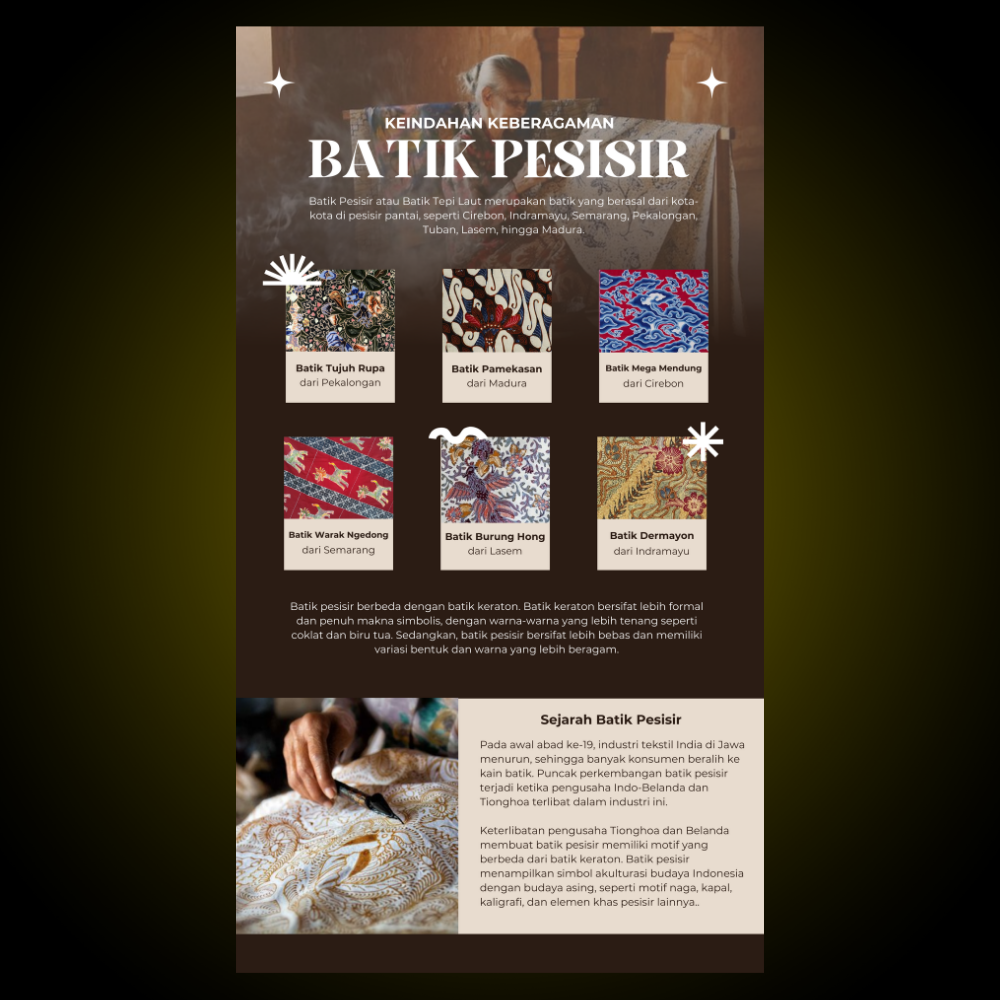 KEINDAHAN KEBERAGAMAN
BATIK PESISIR
Batik Pesisir atau Batik Tepi Laut merupakan batik yang berasal dari kota-
kota di pesisir pantai, seperti Cirebon, Indramayu, Semarang, Pekalongan,
Tuban, Lasem, hingga Madura.
Batik Tujuh Rupa
dari Pekalongan
Batik Pamekasan
dari Madura
Batik Mega Mendung
dari Cirebon
Batik Warak Ngedong
dari Semarang
Batik Burung Hong
dari Lasem
Batik Dermayon
dari Indramayu
Batik pesisir berbeda dengan batik keraton. Batik keraton bersifat lebih formal
dan penuh makna simbolis, dengan warna-warna yang lebih tenang seperti
coklat dan biru tua. Sedangkan, batik pesisir bersifat lebih bebas dan memiliki
variasi bentuk dan warna yang lebih beragam.
Sejarah Batik Pesisir
Pada awal abad ke-19, industri tekstil India di Jawa
menurun, sehingga banyak konsumen beralih ke
kain batik. Puncak perkembangan batik pesisir
terjadi ketika pengusaha Indo-Belanda dan
Tionghoa terlibat dalam industri ini.
Keterlibatan pengusaha Tionghoa dan Belanda
membuat batik pesisir memiliki motif yang
berbeda dari batik keraton. Batik pesisir
menampilkan simbol akulturasi budaya Indonesia
dengan budaya asing, seperti motif naga, kapal,
kaligrafi, dan elemen khas pesisir lainnya..